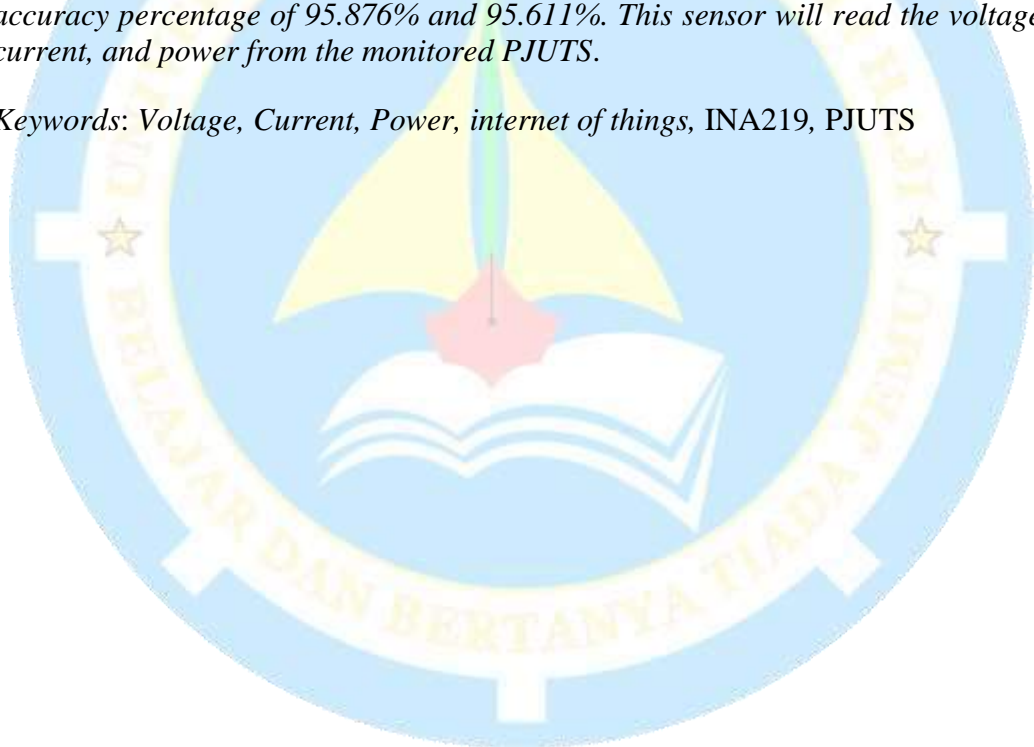 accuracy percentage of 95.876% and 95.611%. This sensor will read the voltage
current, and power from the monitored PJUTS.
Keywords: Voltage, Current, Power, internet of things, INA219, PJUTS
BELAJAR DAN BERTANYA TIADA JEMU